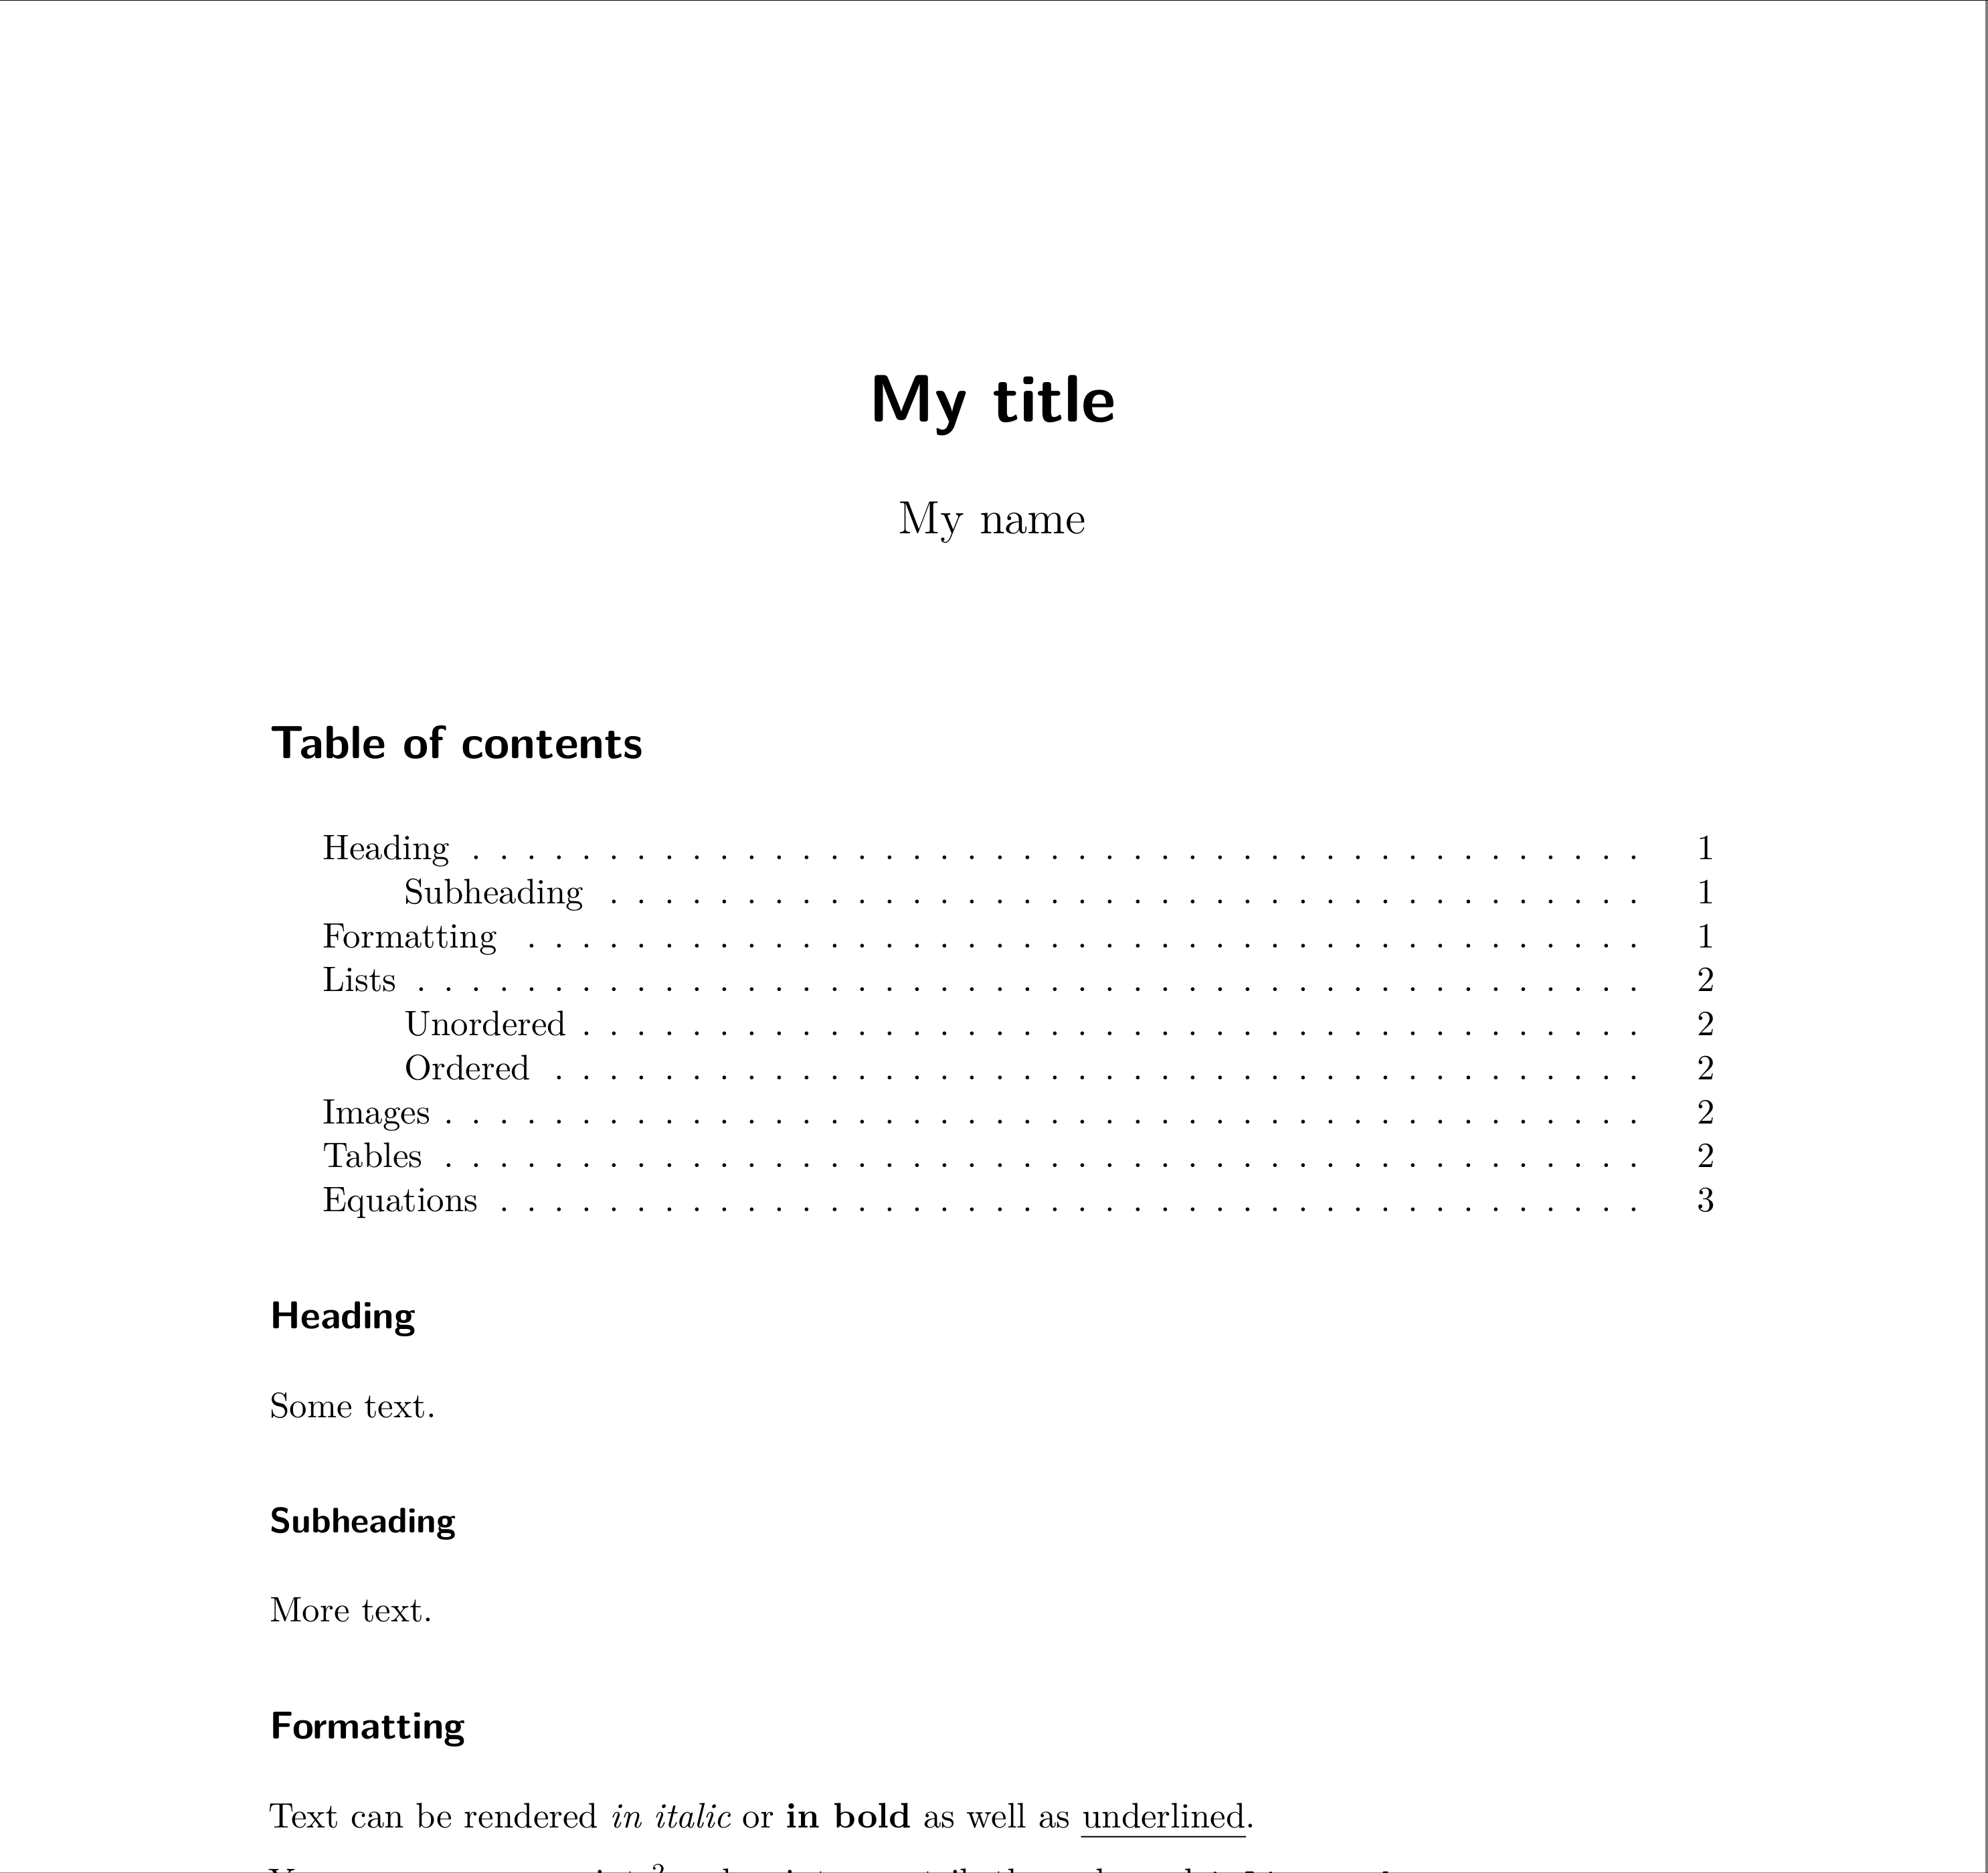 My title
My name
Table of contents
Heading . . . . . . . . . . . . . . . . . . . . . . . . . . . . . . . . . . . . . . . . . . . 1
Subheading . . . . . . . . . . . . . . . . . . . . . . . . . . . . . . . . . . . . . . 1
Formatting . . . . . . . . . . . . . . . . . . . . . . . . . . . . . . . . . . . . . . . . . 1
Lists . . . . . . . . . . . . . . . . . . . . . . . . . . . . . . . . . . . . . . . . . . . . . 2
Unordered . . . . . . . . . . . . . . . . . . . . . . . . . . . . . . . . . . . . . . . 2
Ordered . . . . . . . . . . . . . . . . . . . . . . . . . . . . . . . . . . . . . . . . 2
Images . . . . . . . . . . . . . . . . . . . . . . . . . . . . . . . . . . . . . . . . . . . . 2
Tables . . . . . . . . . . . . . . . . . . . . . . . . . . . . . . . . . . . . . . . . . . . . 2
Equations . . . . . . . . . . . . . . . . . . . . . . . . . . . . . . . . . . . . . . . . . . 3
Heading
Some text.
Subheading
More text.
Formatting
Text can be rendered in italic or in bold as well as underlined.